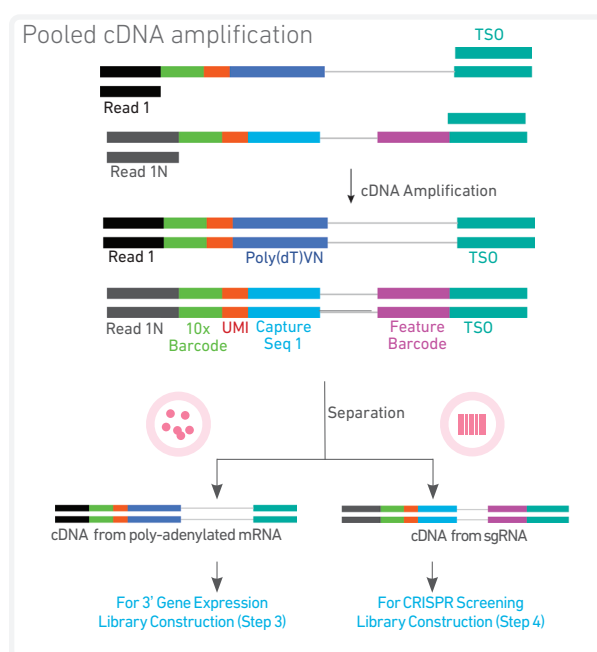 Pooled cDNA amplification
TSO
Read 1
Read 1N
cDNA Amplification
Read 1
Poly(dT)VN
TSO
Read 1N
10x
Barcode
UMI
Capture
Seq 1
Feature
Barcode
TSO
Separation
cDNA from poly-adenylated mRNA
cDNA from sgRNA
For 3’ Gene Expression
Library Construction (Step 3)
For CRISPR Screening
Library Construction (Step 4)